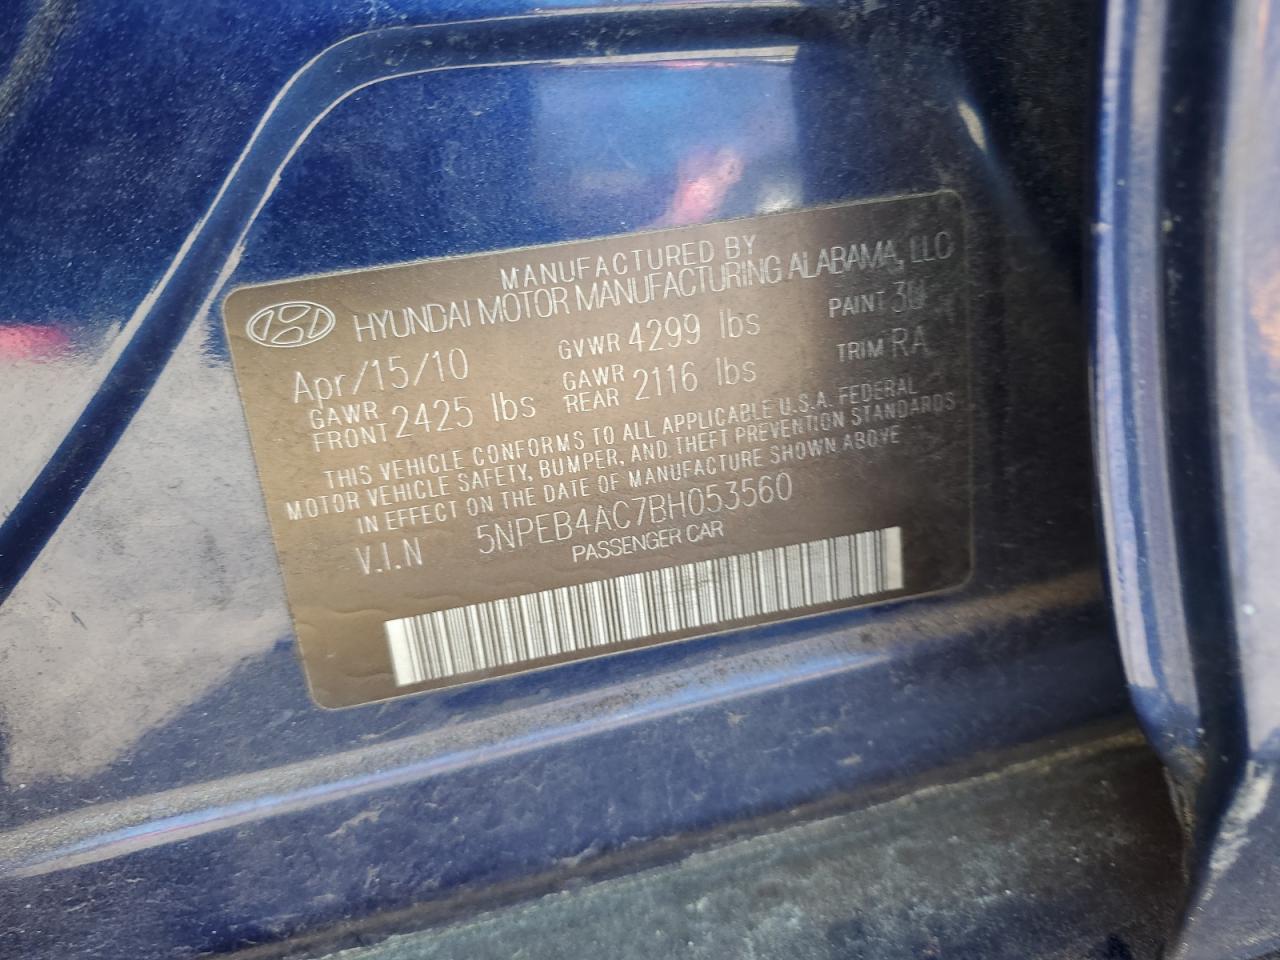 MANUFACTURED BY
HYUNDAI MOTOR MANUFACTURING ALABAMA, LLC
Apr/15/10 GVWR 4299 lbs PAINT 3U
GAWR FRONT 2425 lbs GAWR REAR 2116 lbs TRIM RA
THIS VEHICLE CONFORMS TO ALL APPLICABLE U.S.A. FEDERAL
MOTOR VEHICLE SAFETY, BUMPER, AND THEFT PREVENTION STANDARDS
IN EFFECT ON THE DATE OF MANUFACTURE SHOWN ABOVE
V.I.N 5NPEB4AC7BH053560
PASSENGER CAR